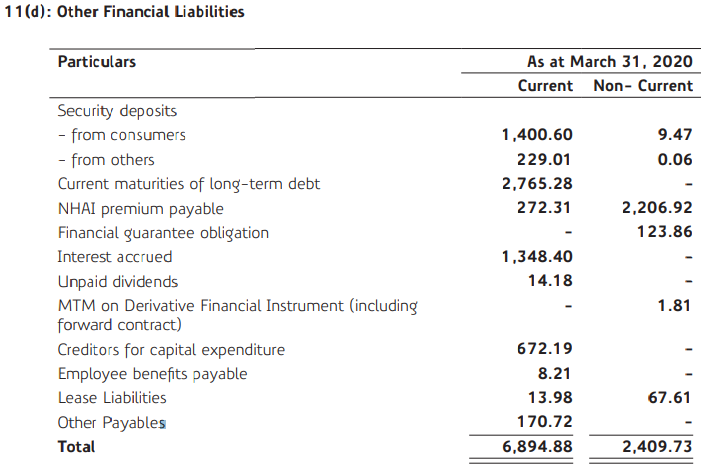 11(d): Other Financial Liabilities
Particulars As at March 31, 2020
Current Non- Current
Security deposits
- from consumers 1,400.60 9.47
- from others 229.01 0.06
Current maturities of long-term debt 2,765.28 -
NHAI premium payable 272.31 2,206.92
Financial guarantee obligation - 123.86
Interest accrued 1,348.40 -
Unpaid dividends 14.18 -
MTM on Derivative Financial Instrument (including - 1.81
forward contract)
Creditors for capital expenditure 672.19 -
Employee benefits payable 8.21 -
Lease Liabilities 13.98 67.61
Other Payables 170.72 -
Total 6,894.88 2,409.73